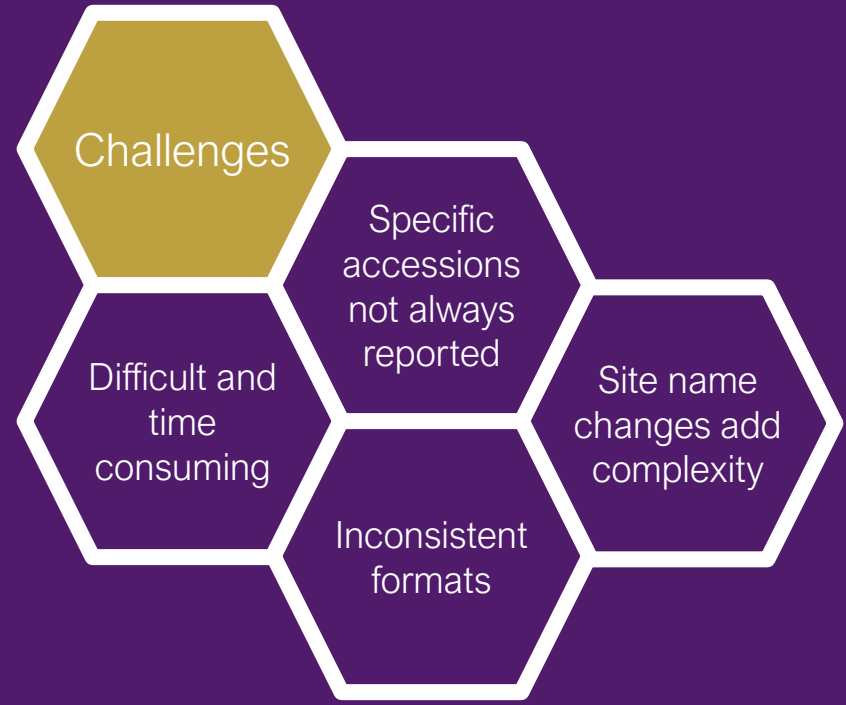 Challenges
Specific
accessions
not always
reported
Difficult and
time
consuming
Site name
changes add
complexity
Inconsistent
formats